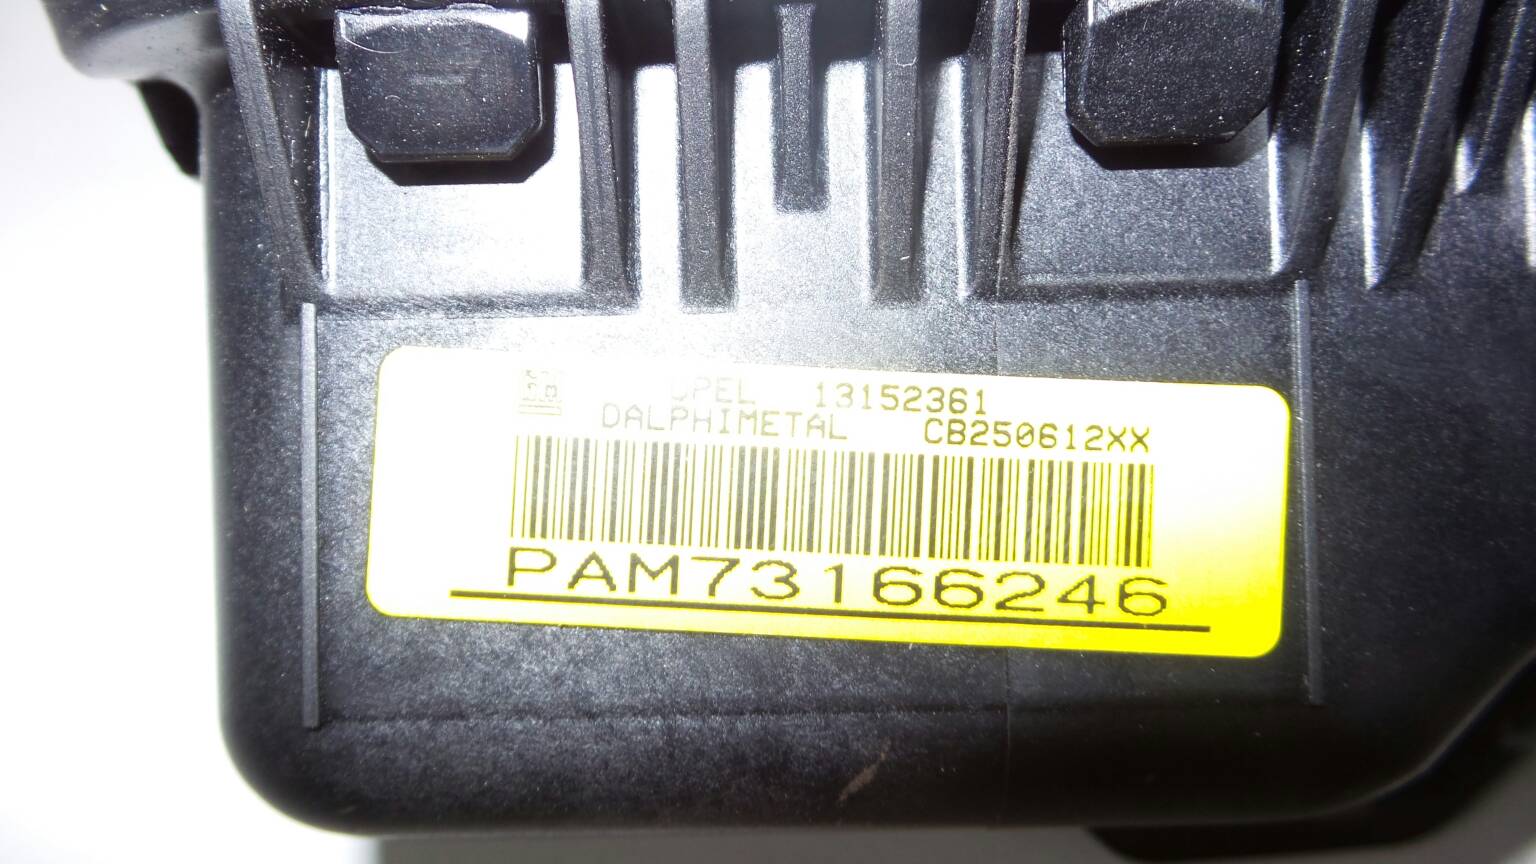 OPEL 13152361
DALPHIMETAL CB250612XX
PAM73166246